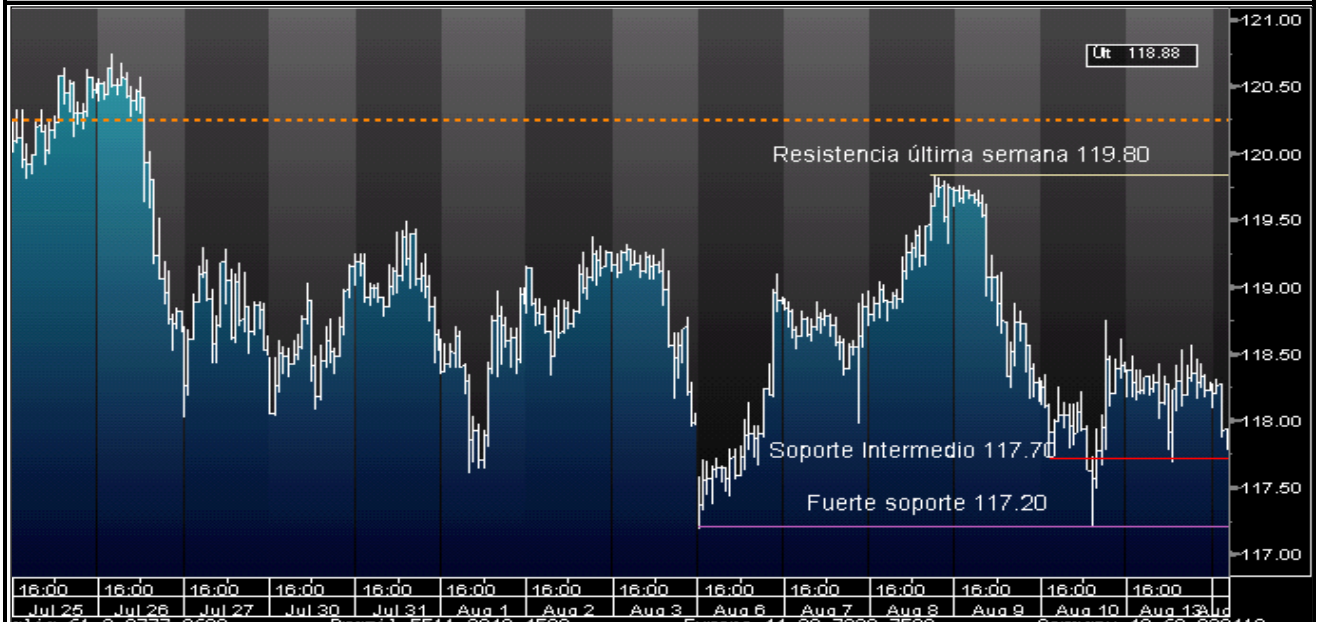 121.00
Últ 118.88
120.50
Resistencia última semana 119.80
120.00
119.50
119.00
118.50
118.00
Soporte Intermedio 117.70
117.50
Fuerte soporte 117.20
117.00
16:00 16:00 16:00 16:00 16:00 16:00 16:00 16:00 16:00 16:00 16:00 16:00 16:00 16:00
Jul 25 Jul 26 Jul 27 Jul 30 Jul 31 Aug 1 Aug 2 Aug 3 Aug 6 Aug 7 Aug 8 Aug 9 Aug 10 Aug 13